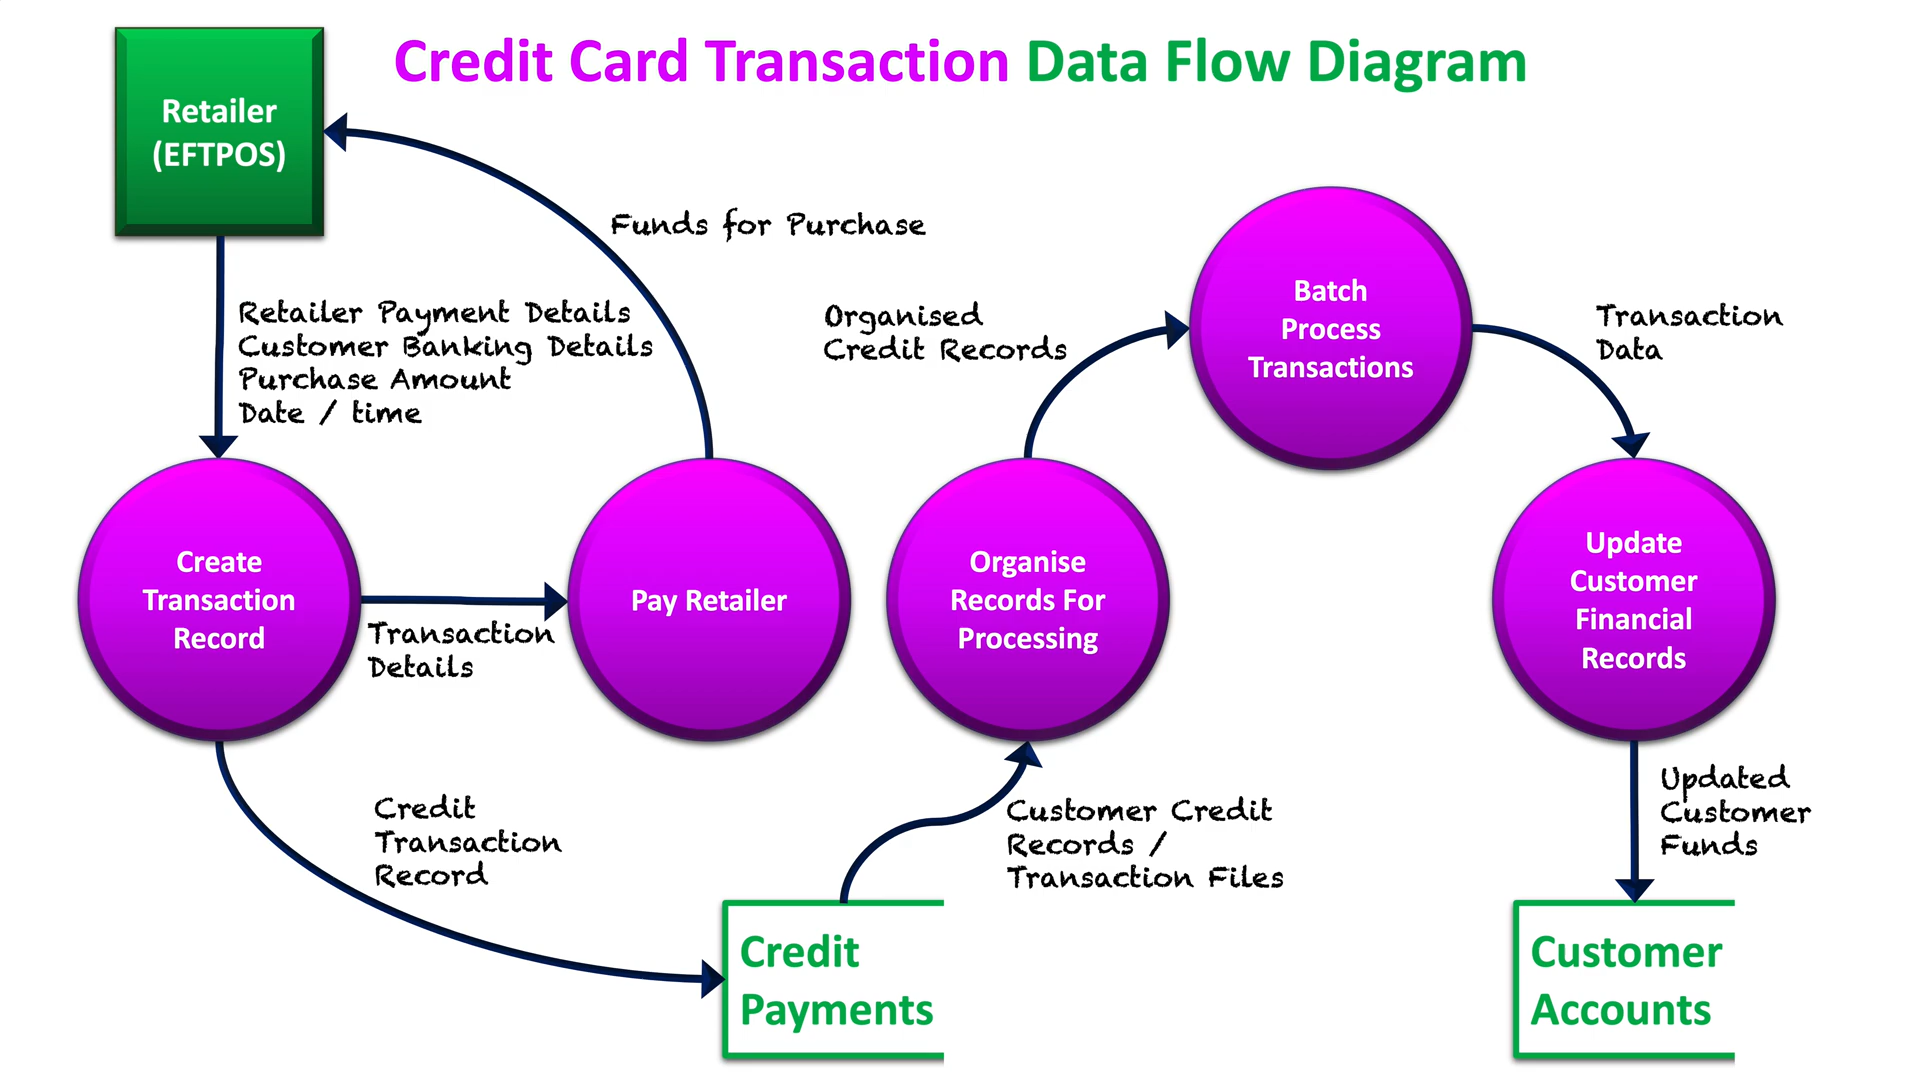 Credit Card Transaction Data Flow Diagram
Retailer
(EFTPOS)
Funds for Purchase
Retailer Payment Details
Customer Banking Details
Purchase Amount
Date / time
Organised
Credit Records
Batch
Process
Transactions
Transaction
Data
Create
Transaction
Record
Transaction
Details
Pay Retailer
Organise
Records For
Processing
Update
Customer
Financial
Records
Credit
Transaction
Record
Customer Credit
Records /
Transaction Files
Updated
Customer
Funds
Credit
Payments
Customer
Accounts